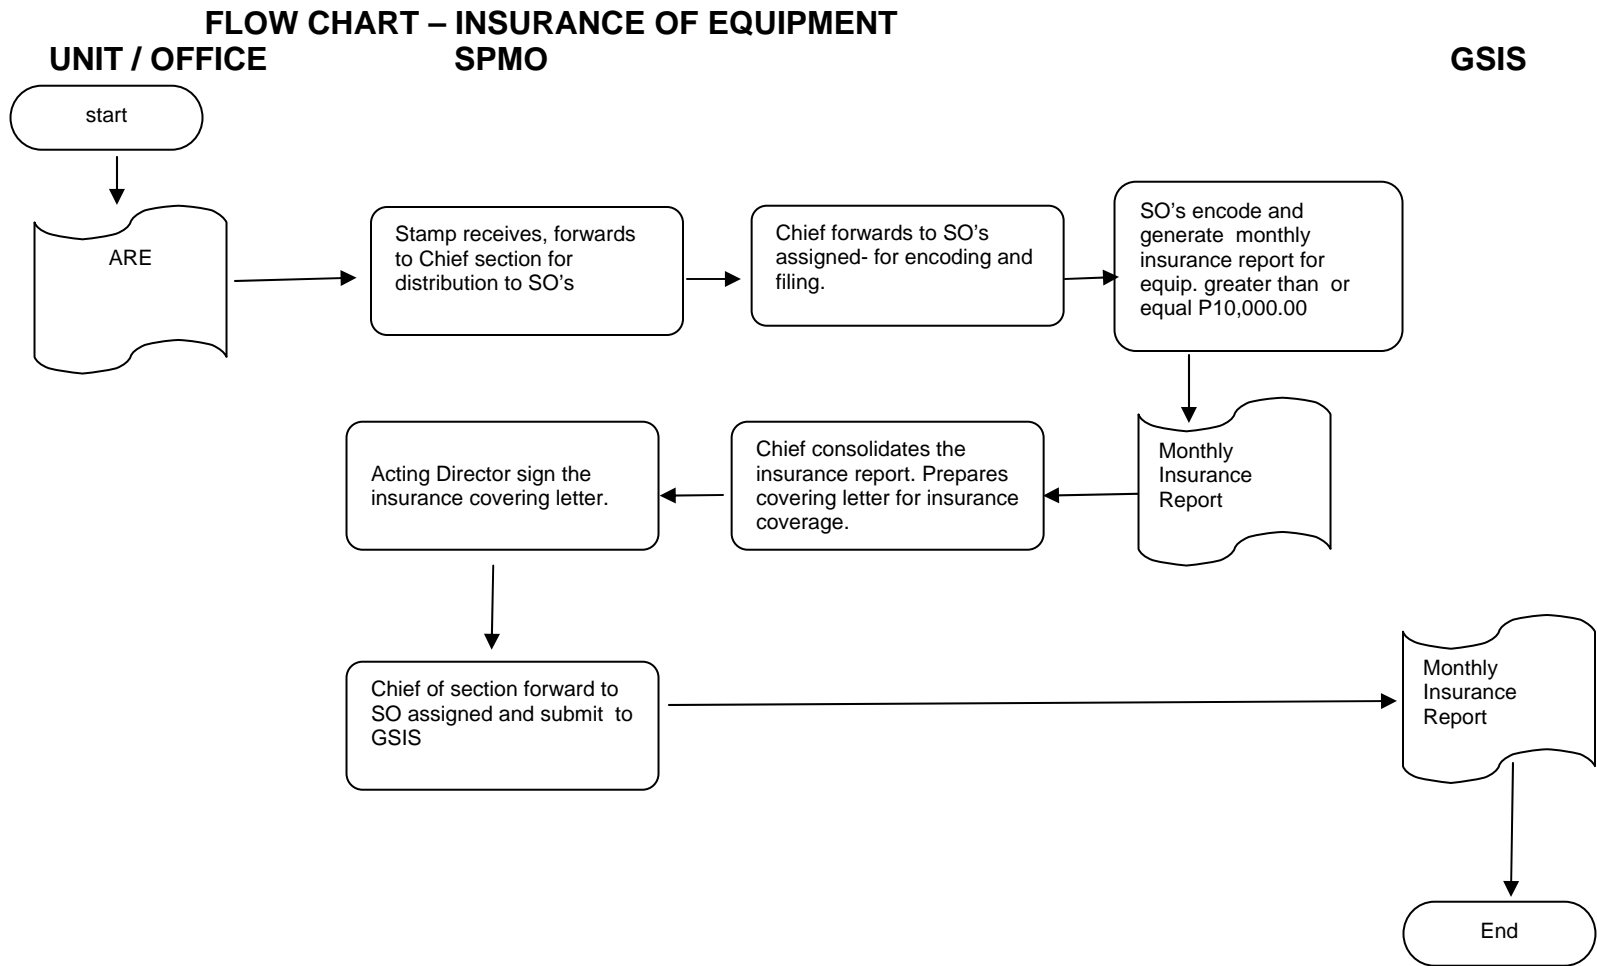 FLOW CHART – INSURANCE OF EQUIPMENT
UNIT / OFFICE
SPMO
GSIS
start
ARE
Stamp receives, forwards
to Chief section for
distribution to SO’s
Chief forwards to SO’s
assigned- for encoding and
filing.
SO’s encode and
generate monthly
insurance report for
equip. greater than or
equal P10,000.00
Monthly
Insurance
Report
Chief consolidates the
insurance report. Prepares
covering letter for insurance
coverage.
Acting Director sign the
insurance covering letter.
Chief of section forward to
SO assigned and submit to
GSIS
Monthly
Insurance
Report
End